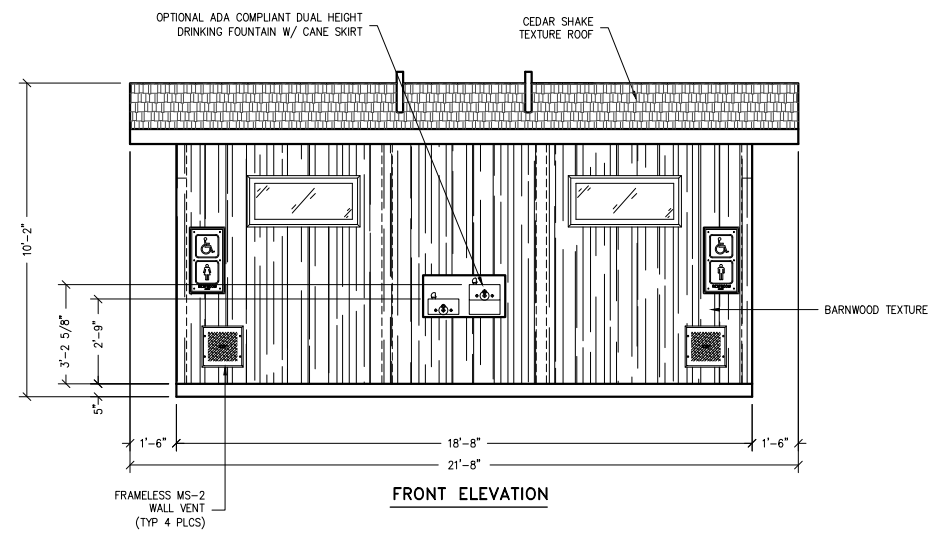 OPTIONAL ADA COMPLIANT DUAL HEIGHT
DRINKING FOUNTAIN W/ CANE SKIRT
CEDAR SHAKE
TEXTURE ROOF
10'-2"
3'-2 5/8"
2'-9"
5"
BARNWOOD TEXTURE
1'-6"
18'-8"
1'-6"
21'-8"
FRAMELESS MS-2
WALL VENT
(TYP 4 PLCS)
FRONT ELEVATION